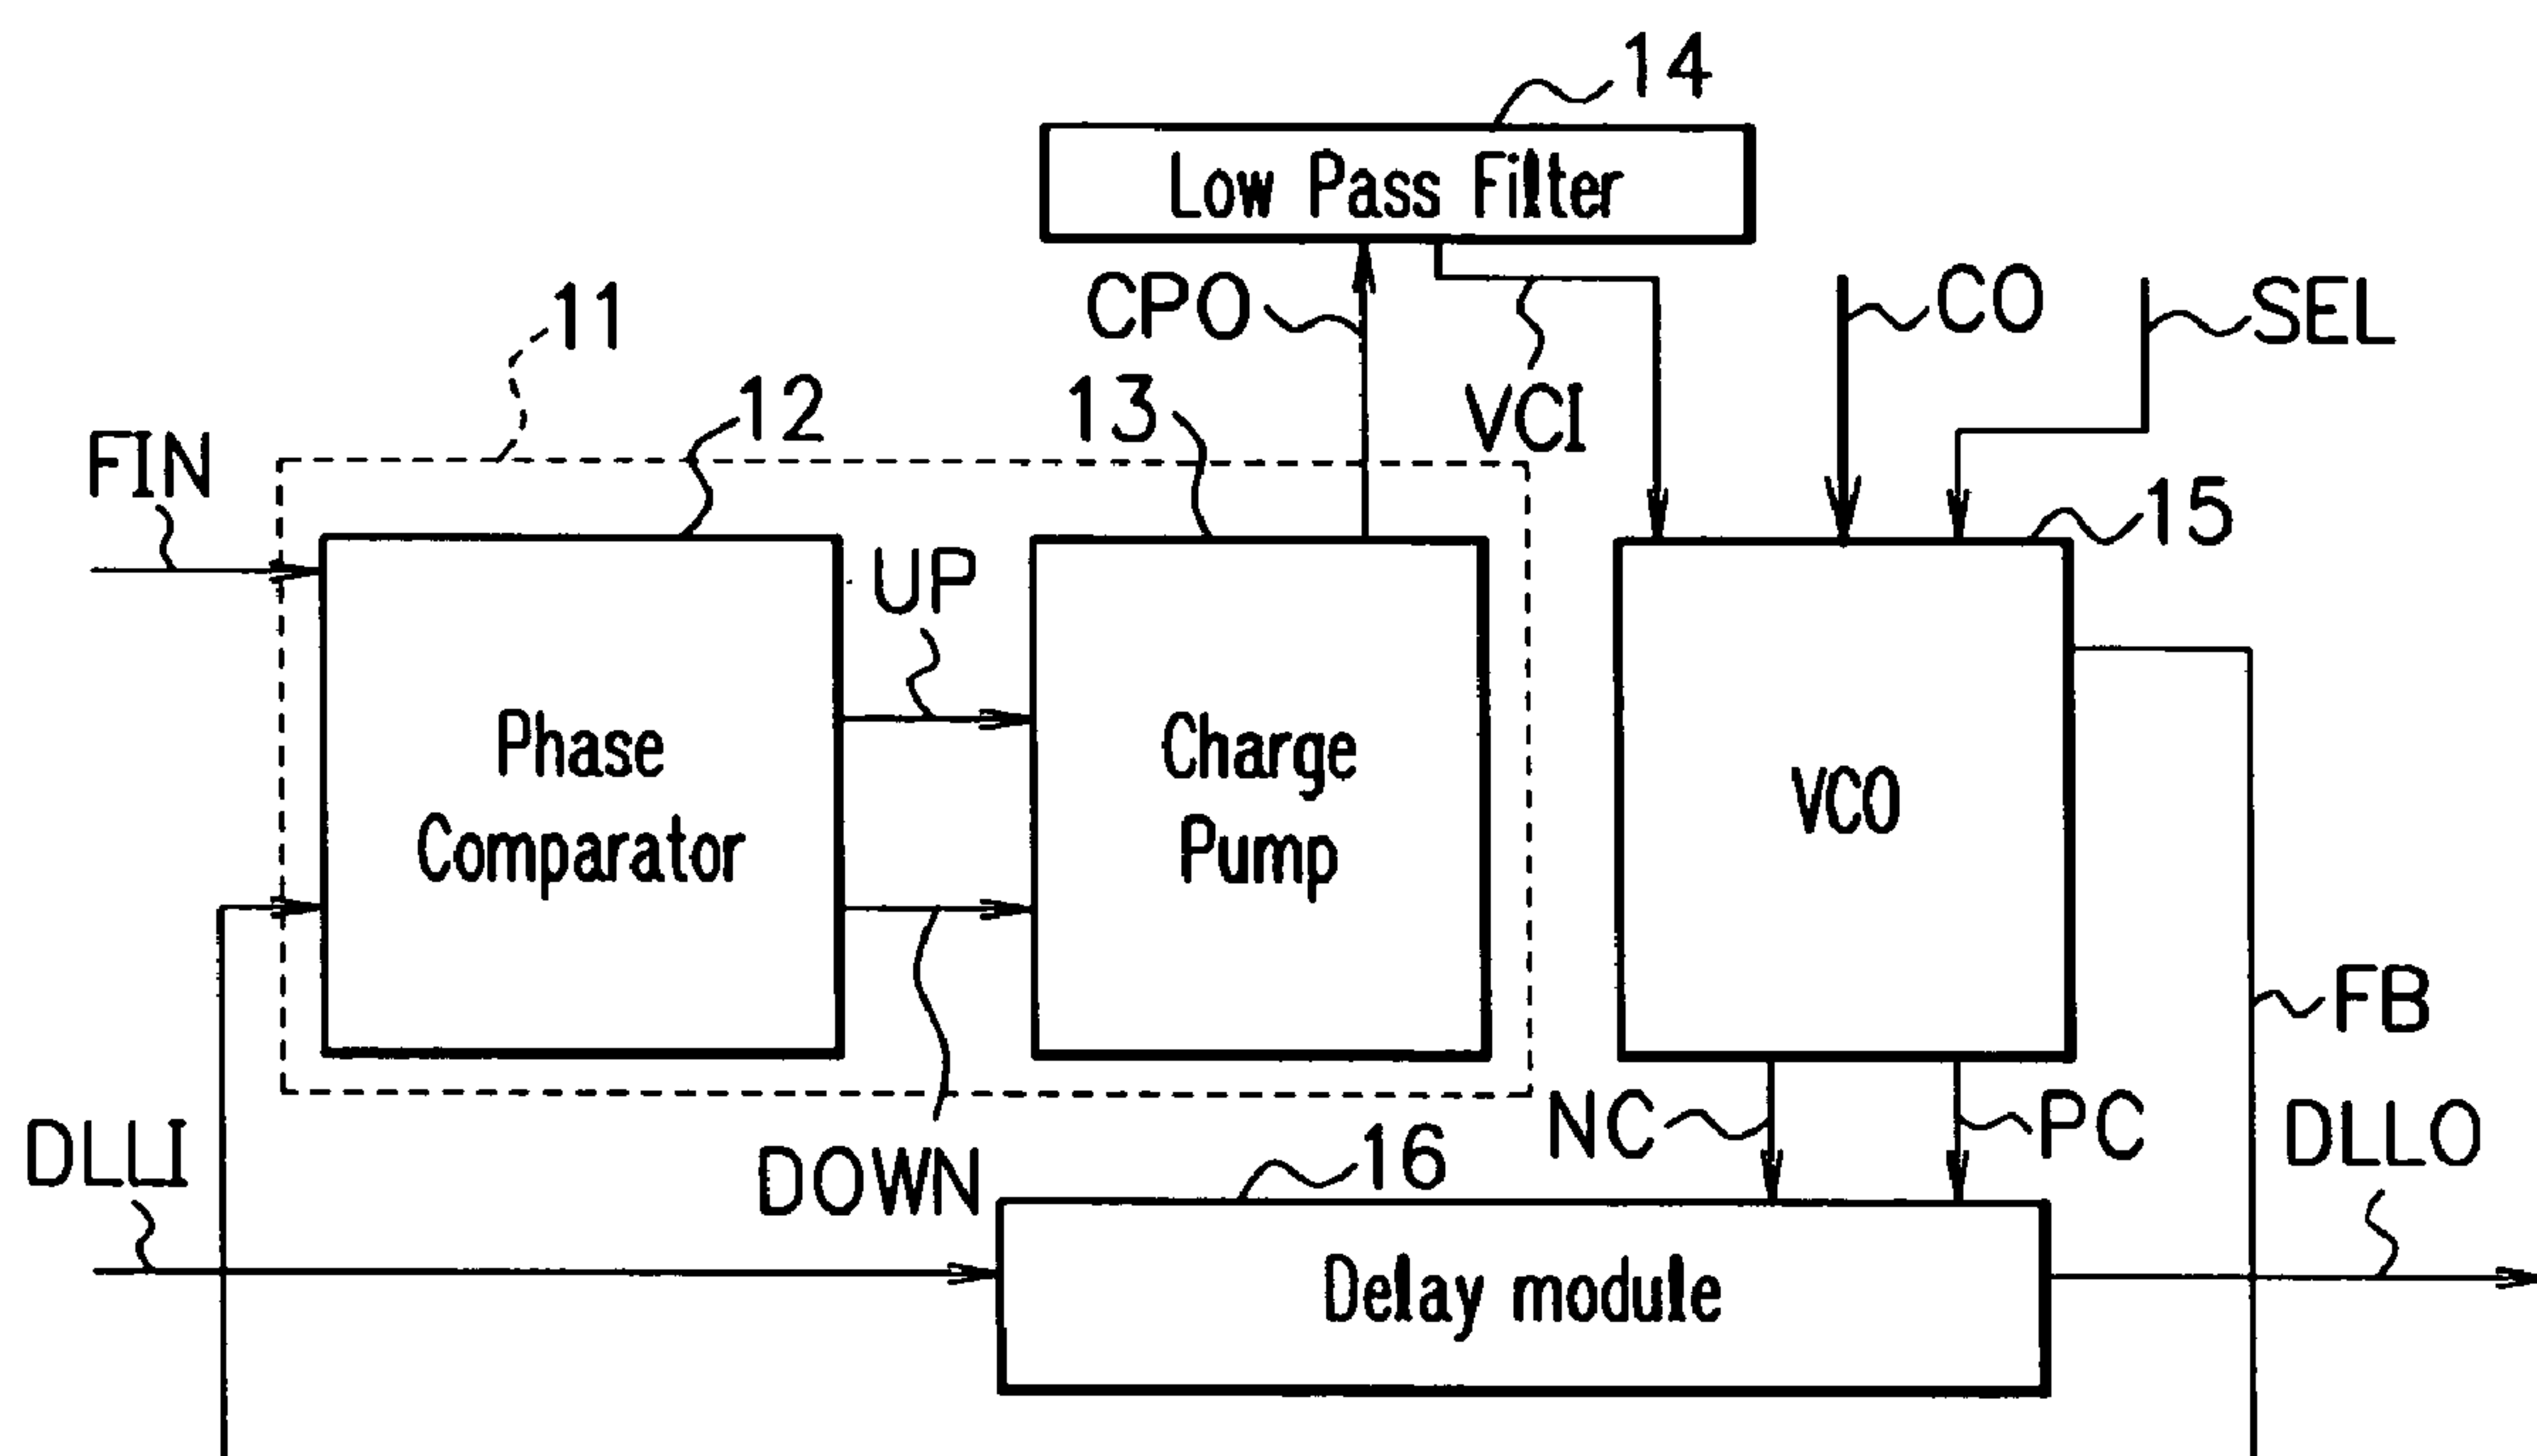 14
Low Pass Filter
11
CPO
CO
SEL
VCI
12
13
FIN
15
UP
Phase
Comparator
Charge
Pump
VCO
FB
DLLI
DOWN
16
NC
PC
DLLO
Delay module